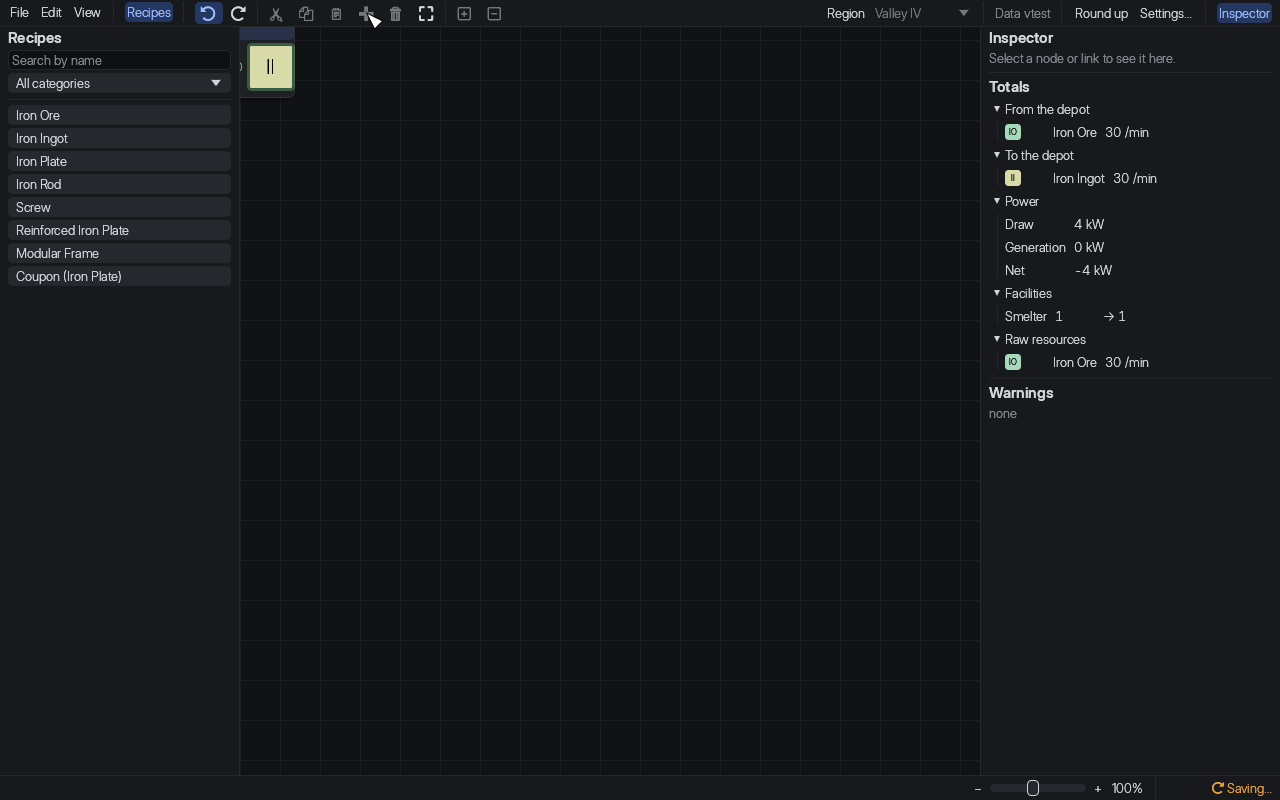 File Edit View Recipes Region Valley IV Data vtest Round up Settings... Inspector
Recipes
Search by name
All categories
Iron Ore
Iron Ingot
Iron Plate
Iron Rod
Screw
Reinforced Iron Plate
Modular Frame
Coupon (Iron Plate)
II
Inspector
Select a node or link to see it here.
Totals
From the depot
IO Iron Ore 30 /min
To the depot
II Iron Ingot 30 /min
Power
Draw 4 kW
Generation 0 kW
Net -4 kW
Facilities
Smelter 1 → 1
Raw resources
IO Iron Ore 30 /min
Warnings
none
− + 100% Saving...